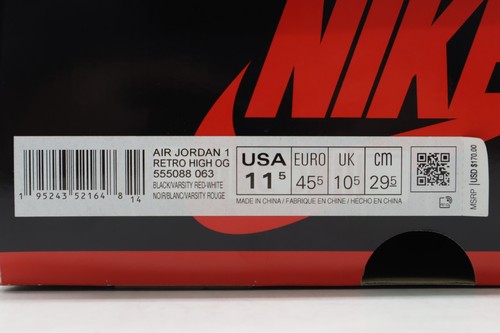 NIKE
AIR JORDAN 1
RETRO HIGH OG
555088 063
BLACK/VARSITY RED-WHITE
NOIR/BLANC/VARSITY ROUGE
USA EURO UK cm
11⁵ 45⁵ 10⁵ 29⁵
MADE IN CHINA / FABRIQUE EN CHINE / HECHO EN CHINA
1 95243 52164 8 14
MSRP USD $170.00